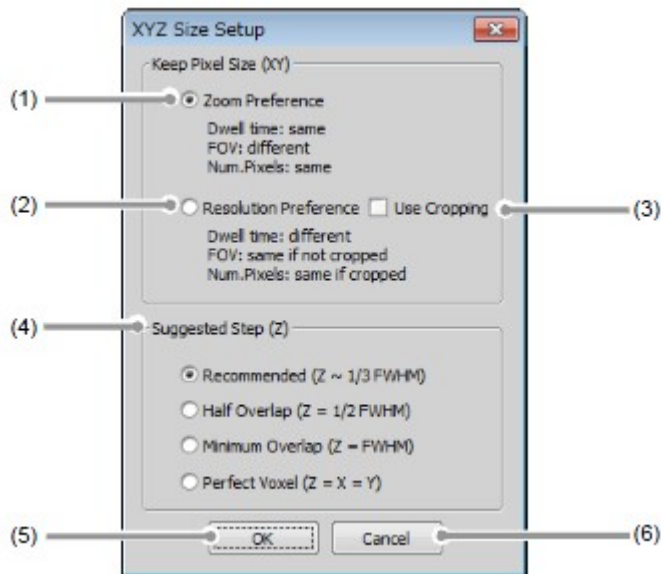 XYZ Size Setup
Keep Pixel Size (XY)
(1)
Zoom Preference
Dwell time: same
FOV: different
Num.Pixels: same
(2)
Resolution Preference
Use Cropping
(3)
Dwell time: different
FOV: same if not cropped
Num.Pixels: same if cropped
(4)
Suggested Step (Z)
Recommended (Z ~ 1/3 FWHM)
Half Overlap (Z = 1/2 FWHM)
Minimum Overlap (Z = FWHM)
Perfect Voxel (Z = X = Y)
(5)
OK
Cancel
(6)